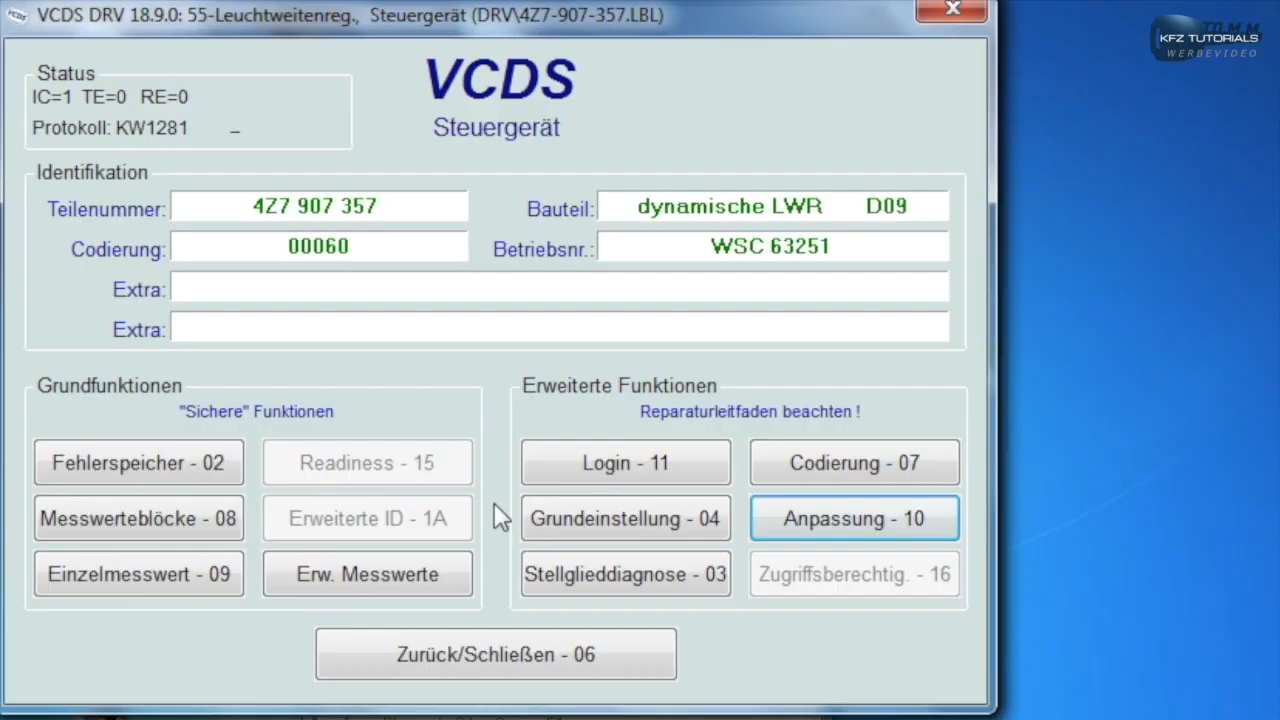 VCDS DRV 18.9.0: 55-Leuchtweitenreg., Steuergerät (DRV\4Z7-907-357.LBL)
KFZ TUTORIALS
WERBEVIDEO
Status
IC=1 TE=0 RE=0
Protokoll: KW1281 –
VCDS
Steuergerät
Identifikation
Teilenummer: 4Z7 907 357 Bauteil: dynamische LWR D09
Codierung: 00060 Betriebsnr.: WSC 63251
Extra:
Extra:
Grundfunktionen
"Sichere" Funktionen
Fehlerspeicher - 02 Readiness - 15
Messwerteblöcke - 08 Erweiterte ID - 1A
Einzelmesswert - 09 Erw. Messwerte
Erweiterte Funktionen
Reparaturleitfaden beachten !
Login - 11 Codierung - 07
Grundeinstellung - 04 Anpassung - 10
Stellglieddiagnose - 03 Zugriffsberechtig. - 16
Zurück/Schließen - 06